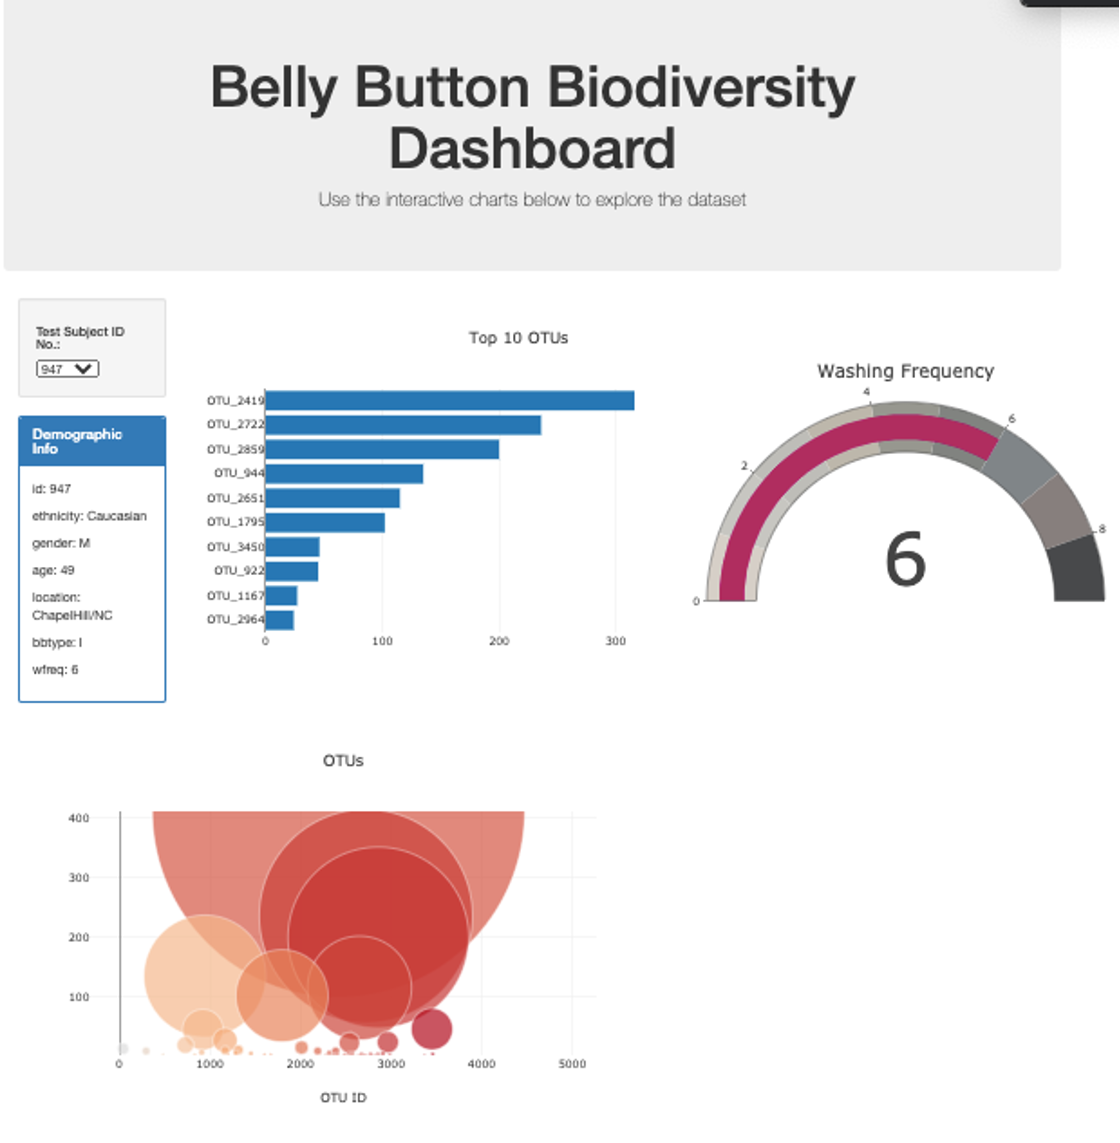 Belly Button Biodiversity
Dashboard
Use the interactive charts below to explore the dataset
Test Subject ID
No.:
947
Demographic
Info
id: 947
ethnicity: Caucasian
gender: M
age: 49
location:
ChapelHill/NC
bbtype: I
wfreq: 6
Top 10 OTUs
OTU_2419
OTU_2722
OTU_2859
OTU_944
OTU_2651
OTU_1795
OTU_3450
OTU_922
OTU_1167
OTU_2964
0 100 200 300
Washing Frequency
0 2 4 6 8
6
OTUs
400
300
200
100
0 1000 2000 3000 4000 5000
OTU ID